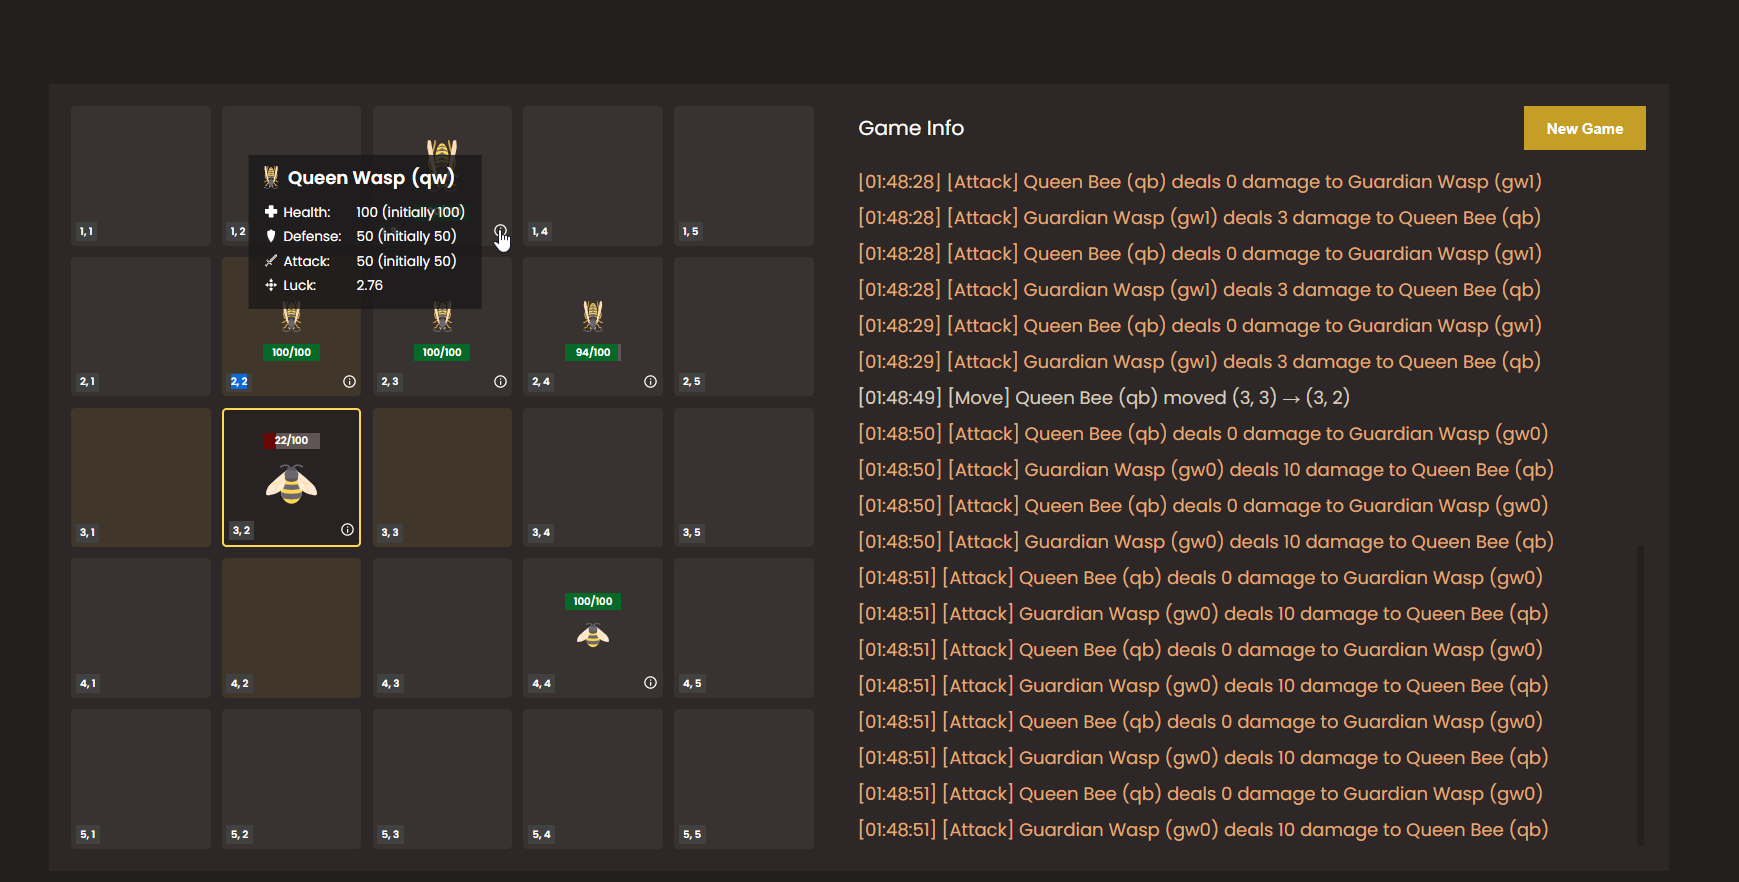 1, 1
1, 2
1, 4
1, 5
Queen Wasp (qw)
Health: 100 (initially 100)
Defense: 50 (initially 50)
Attack: 50 (initially 50)
Luck: 2.76
100/100
100/100
94/100
2, 1
2, 2
2, 3
2, 4
2, 5
22/100
3, 1
3, 2
3, 3
3, 4
3, 5
100/100
4, 1
4, 2
4, 3
4, 4
4, 5
5, 1
5, 2
5, 3
5, 4
5, 5
Game Info
New Game
[01:48:28] [Attack] Queen Bee (qb) deals 0 damage to Guardian Wasp (gw1)
[01:48:28] [Attack] Guardian Wasp (gw1) deals 3 damage to Queen Bee (qb)
[01:48:28] [Attack] Queen Bee (qb) deals 0 damage to Guardian Wasp (gw1)
[01:48:28] [Attack] Guardian Wasp (gw1) deals 3 damage to Queen Bee (qb)
[01:48:29] [Attack] Queen Bee (qb) deals 0 damage to Guardian Wasp (gw1)
[01:48:29] [Attack] Guardian Wasp (gw1) deals 3 damage to Queen Bee (qb)
[01:48:49] [Move] Queen Bee (qb) moved (3, 3) → (3, 2)
[01:48:50] [Attack] Queen Bee (qb) deals 0 damage to Guardian Wasp (gw0)
[01:48:50] [Attack] Guardian Wasp (gw0) deals 10 damage to Queen Bee (qb)
[01:48:50] [Attack] Queen Bee (qb) deals 0 damage to Guardian Wasp (gw0)
[01:48:50] [Attack] Guardian Wasp (gw0) deals 10 damage to Queen Bee (qb)
[01:48:51] [Attack] Queen Bee (qb) deals 0 damage to Guardian Wasp (gw0)
[01:48:51] [Attack] Guardian Wasp (gw0) deals 10 damage to Queen Bee (qb)
[01:48:51] [Attack] Queen Bee (qb) deals 0 damage to Guardian Wasp (gw0)
[01:48:51] [Attack] Guardian Wasp (gw0) deals 10 damage to Queen Bee (qb)
[01:48:51] [Attack] Queen Bee (qb) deals 0 damage to Guardian Wasp (gw0)
[01:48:51] [Attack] Guardian Wasp (gw0) deals 10 damage to Queen Bee (qb)
[01:48:51] [Attack] Queen Bee (qb) deals 0 damage to Guardian Wasp (gw0)
[01:48:51] [Attack] Guardian Wasp (gw0) deals 10 damage to Queen Bee (qb)